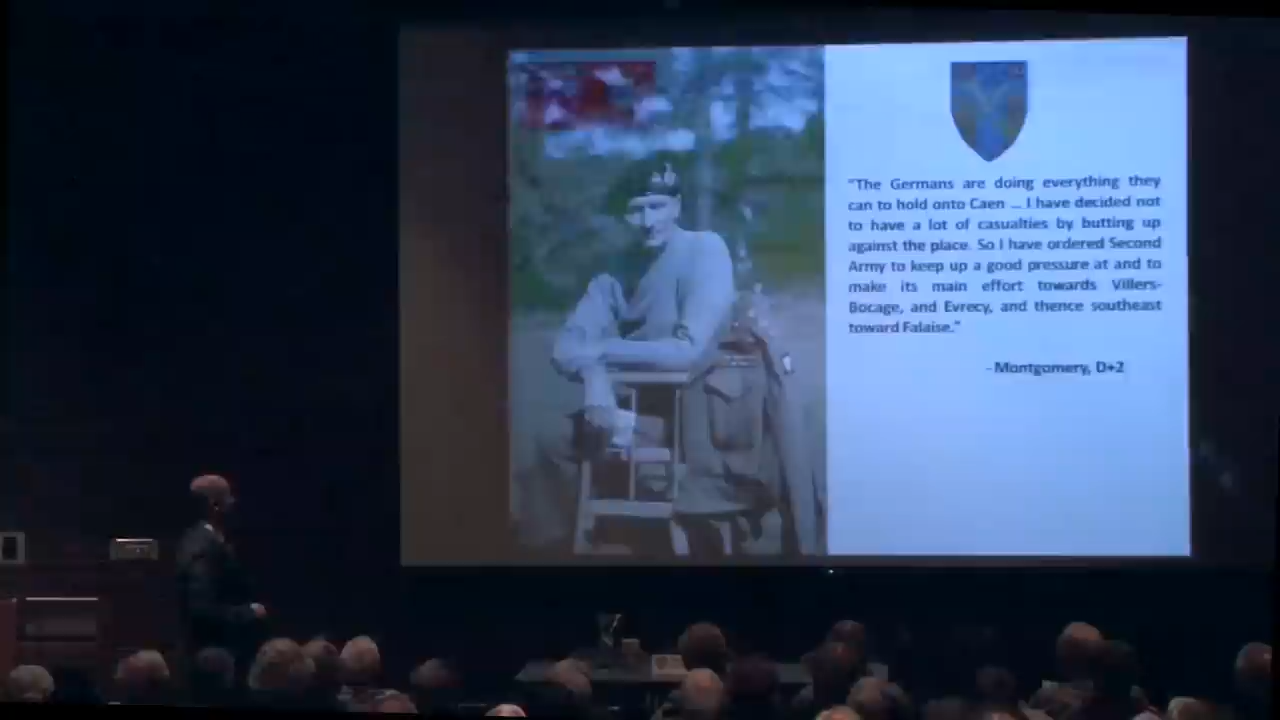 "The Germans are doing everything they
can to hold onto Caen ... I have decided not
to have a lot of casualties by butting up
against the place. So I have ordered Second
Army to keep up a good pressure at and to
make its main effort towards Villers-
Bocage, and Evrecy, and thence southeast
toward Falaise."
- Montgomery, D+2